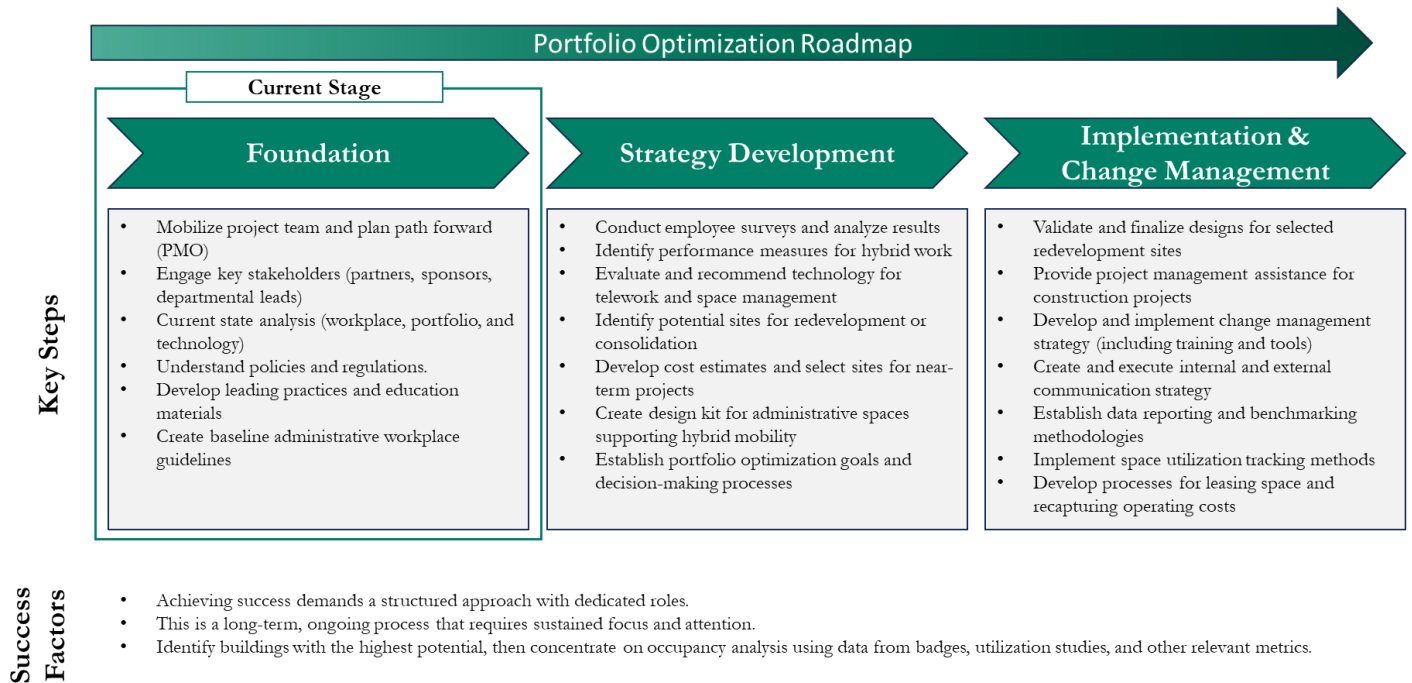 Portfolio Optimization Roadmap
Current Stage
Foundation
Strategy Development
Implementation &
Change Management
Key Steps
• Mobilize project team and plan path forward
(PMO)
• Engage key stakeholders (partners, sponsors,
departmental leads)
• Current state analysis (workplace, portfolio, and
technology)
• Understand policies and regulations.
• Develop leading practices and education
materials
• Create baseline administrative workplace
guidelines
• Conduct employee surveys and analyze results
• Identify performance measures for hybrid work
• Evaluate and recommend technology for
telework and space management
• Identify potential sites for redevelopment or
consolidation
• Develop cost estimates and select sites for near-
term projects
• Create design kit for administrative spaces
supporting hybrid mobility
• Establish portfolio optimization goals and
decision-making processes
• Validate and finalize designs for selected
redevelopment sites
• Provide project management assistance for
construction projects
• Develop and implement change management
strategy (including training and tools)
• Create and execute internal and external
communication strategy
• Establish data reporting and benchmarking
methodologies
• Implement space utilization tracking methods
• Develop processes for leasing space and
recapturing operating costs
Success
Factors
• Achieving success demands a structured approach with dedicated roles.
• This is a long-term, ongoing process that requires sustained focus and attention.
• Identify buildings with the highest potential, then concentrate on occupancy analysis using data from badges, utilization studies, and other relevant metrics.